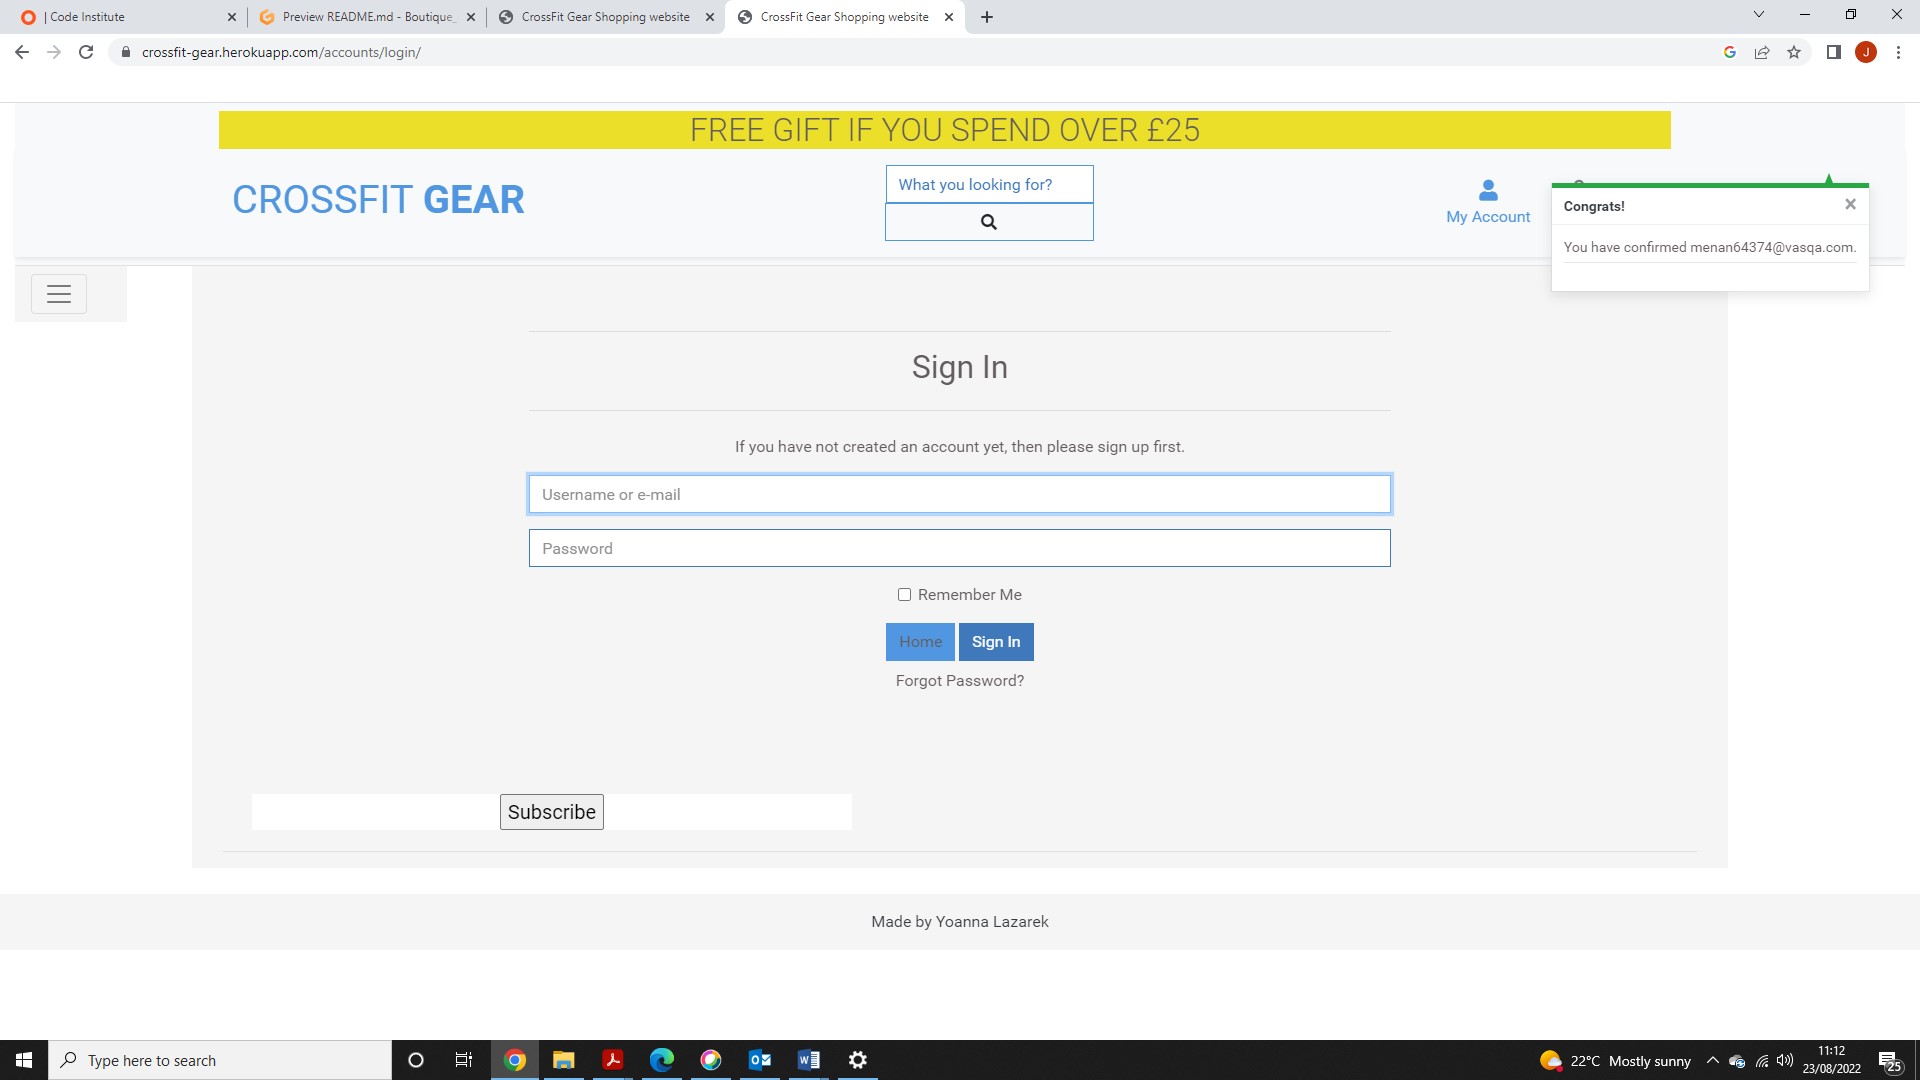 | Code Institute
Preview README.md - Boutique_
CrossFit Gear Shopping website
CrossFit Gear Shopping website
crossfit-gear.herokuapp.com/accounts/login/
J
FREE GIFT IF YOU SPEND OVER £25
CROSSFIT GEAR
What you looking for?
My Account
Congrats!
You have confirmed menan64374@vasqa.com.
Sign In
If you have not created an account yet, then please sign up first.
Username or e-mail
Password
Remember Me
Home Sign In
Forgot Password?
Subscribe
Made by Yoanna Lazarek
Type here to search
22°C Mostly sunny
11:12
23/08/2022
25